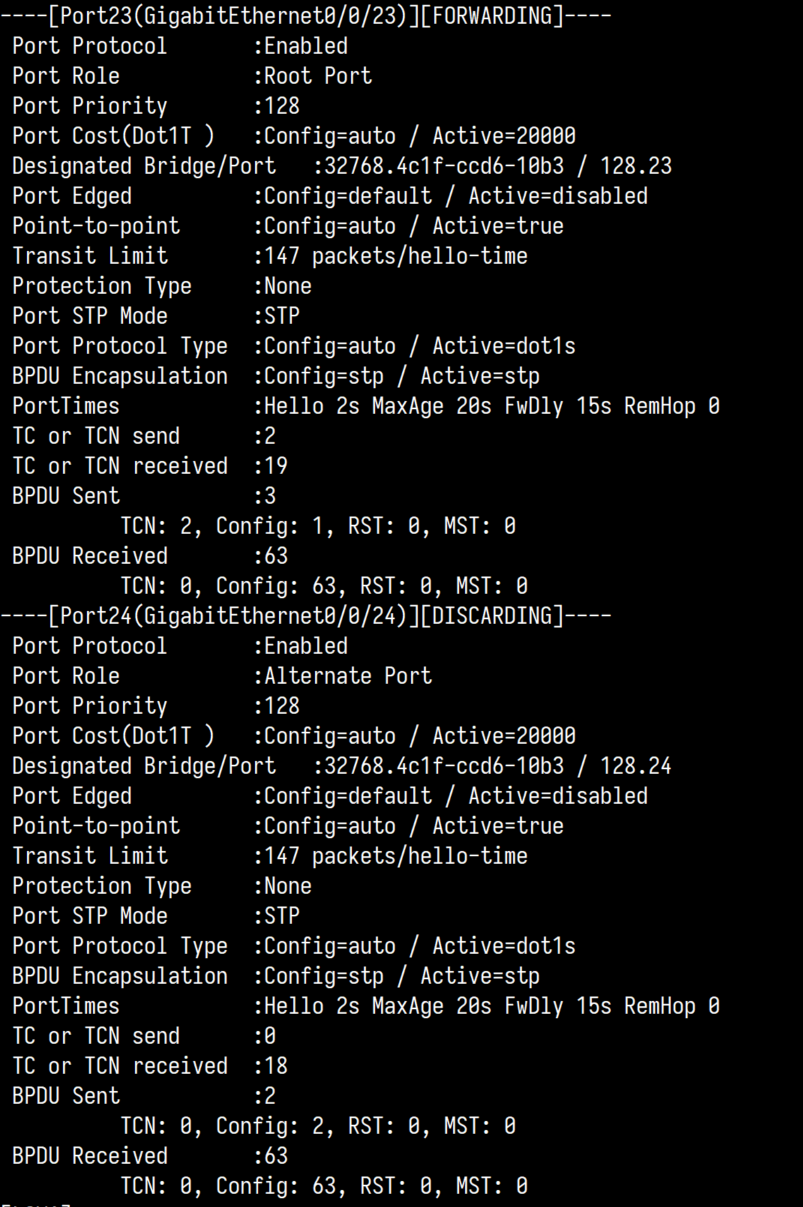 ----[Port23(GigabitEthernet0/0/23)][FORWARDING]----
 Port Protocol       :Enabled
 Port Role           :Root Port
 Port Priority       :128
 Port Cost(Dot1T )   :Config=auto / Active=20000
 Designated Bridge/Port   :32768.4c1f-ccd6-10b3 / 128.23
 Port Edged          :Config=default / Active=disabled
 Point-to-point      :Config=auto / Active=true
 Transit Limit       :147 packets/hello-time
 Protection Type     :None
 Port STP Mode       :STP
 Port Protocol Type  :Config=auto / Active=dot1s
 BPDU Encapsulation  :Config=stp / Active=stp
 PortTimes           :Hello 2s MaxAge 20s FwDly 15s RemHop 0
 TC or TCN send      :2
 TC or TCN received  :19
 BPDU Sent           :3
          TCN: 2, Config: 1, RST: 0, MST: 0
 BPDU Received       :63
          TCN: 0, Config: 63, RST: 0, MST: 0
----[Port24(GigabitEthernet0/0/24)][DISCARDING]----
 Port Protocol       :Enabled
 Port Role           :Alternate Port
 Port Priority       :128
 Port Cost(Dot1T )   :Config=auto / Active=20000
 Designated Bridge/Port   :32768.4c1f-ccd6-10b3 / 128.24
 Port Edged          :Config=default / Active=disabled
 Point-to-point      :Config=auto / Active=true
 Transit Limit       :147 packets/hello-time
 Protection Type     :None
 Port STP Mode       :STP
 Port Protocol Type  :Config=auto / Active=dot1s
 BPDU Encapsulation  :Config=stp / Active=stp
 PortTimes           :Hello 2s MaxAge 20s FwDly 15s RemHop 0
 TC or TCN send      :0
 TC or TCN received  :18
 BPDU Sent           :2
          TCN: 0, Config: 2, RST: 0, MST: 0
 BPDU Received       :63
          TCN: 0, Config: 63, RST: 0, MST: 0